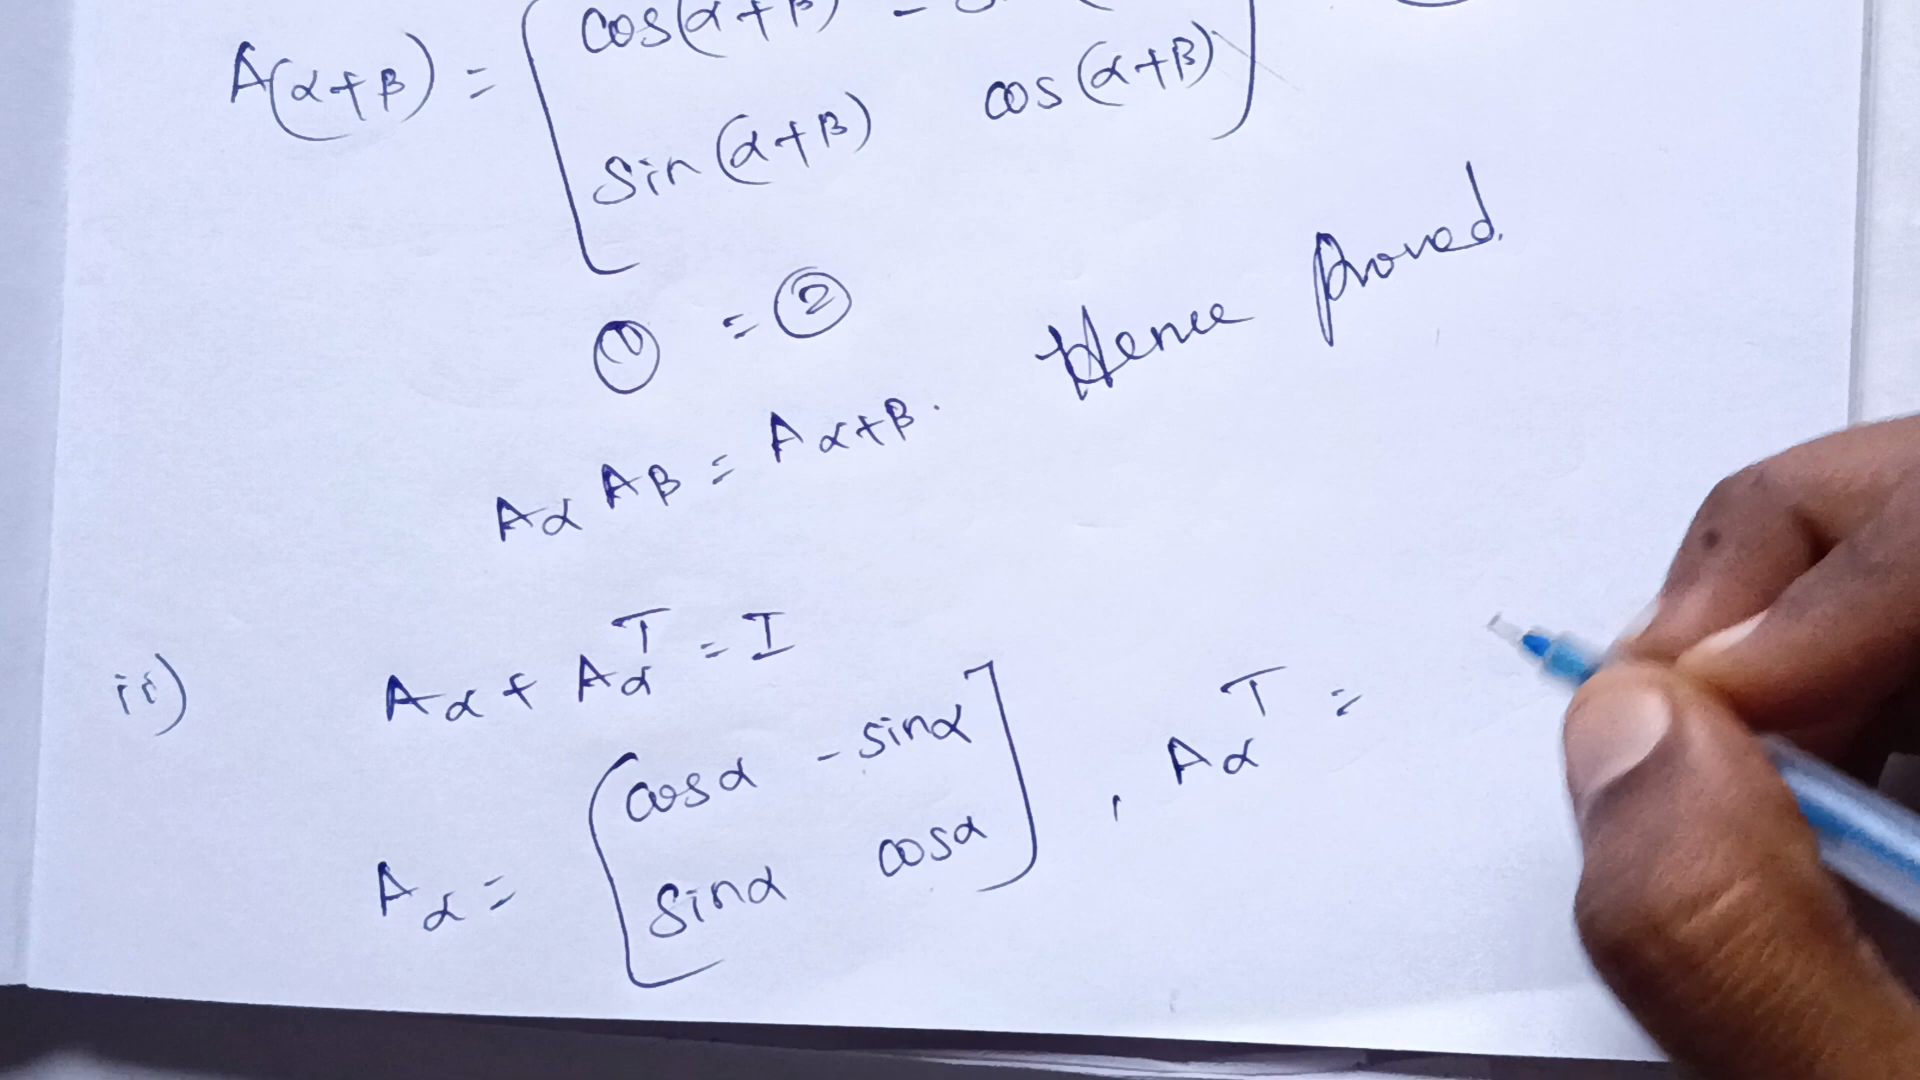 cos(α+β) -
A(α+β) =
sin(α+β) cos(α+β)
① = ②
Aα Aβ = Aα+β. Hence proved.
ii) Aα + Aα^T = I
Aα = [cosα -sinα
sinα cosα] , Aα^T =